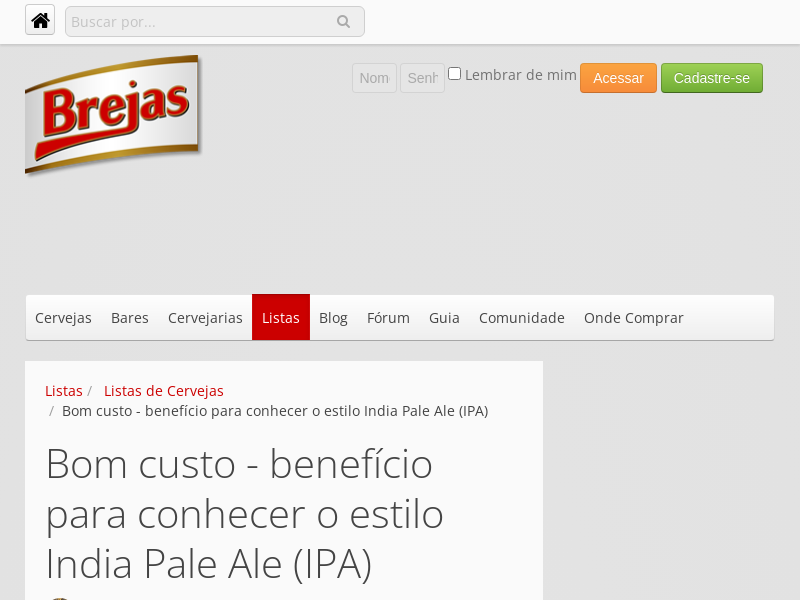 Buscar por...
Brejas
Nom
Senh
Lembrar de mim
Acessar
Cadastre-se
Cervejas Bares Cervejarias Listas Blog Fórum Guia Comunidade Onde Comprar
Listas / Listas de Cervejas
/ Bom custo - benefício para conhecer o estilo India Pale Ale (IPA)
Bom custo - benefício
para conhecer o estilo
India Pale Ale (IPA)